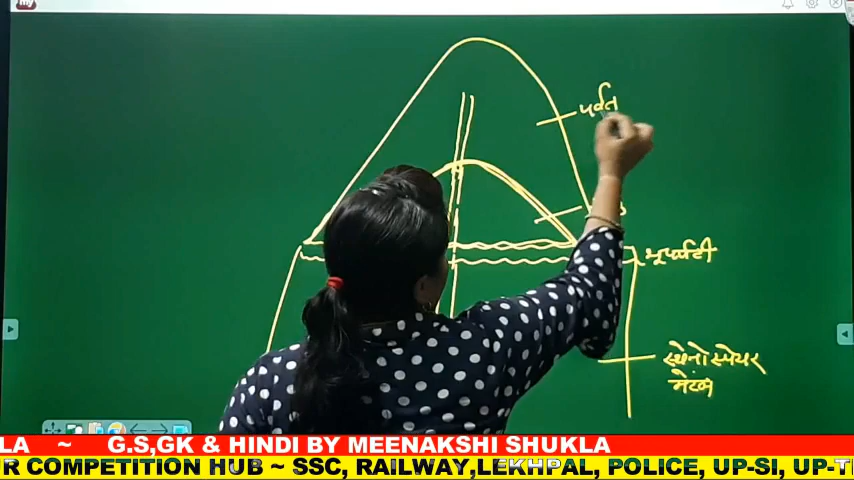 my
पर्वत
भूपर्पटी
स्थेनोस्फेयर
मेंटल
LA ~ G.S,GK & HINDI BY MEENAKSHI SHUKLA
R COMPETITION HUB ~ SSC, RAILWAY,LEKHPAL, POLICE, UP-SI, UP-T